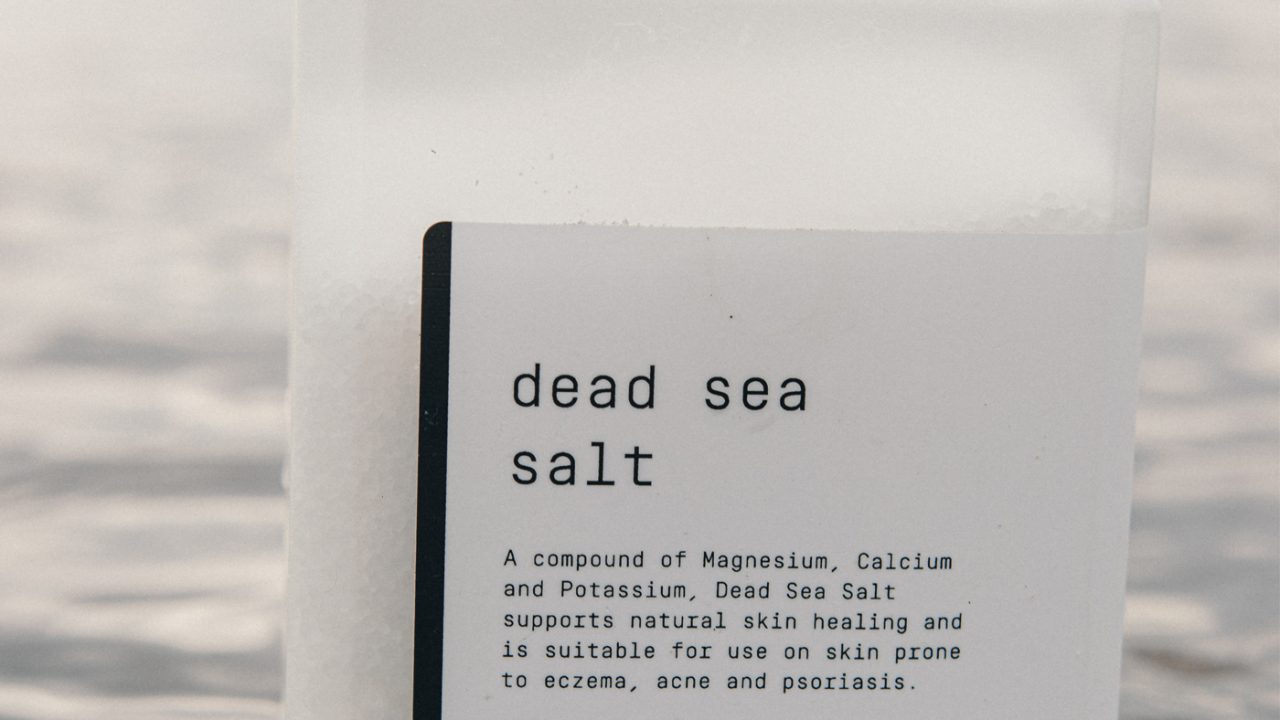 dead sea
salt
A compound of Magnesium, Calcium
and Potassium, Dead Sea Salt
supports natural skin healing and
is suitable for use on skin prone
to eczema, acne and psoriasis.